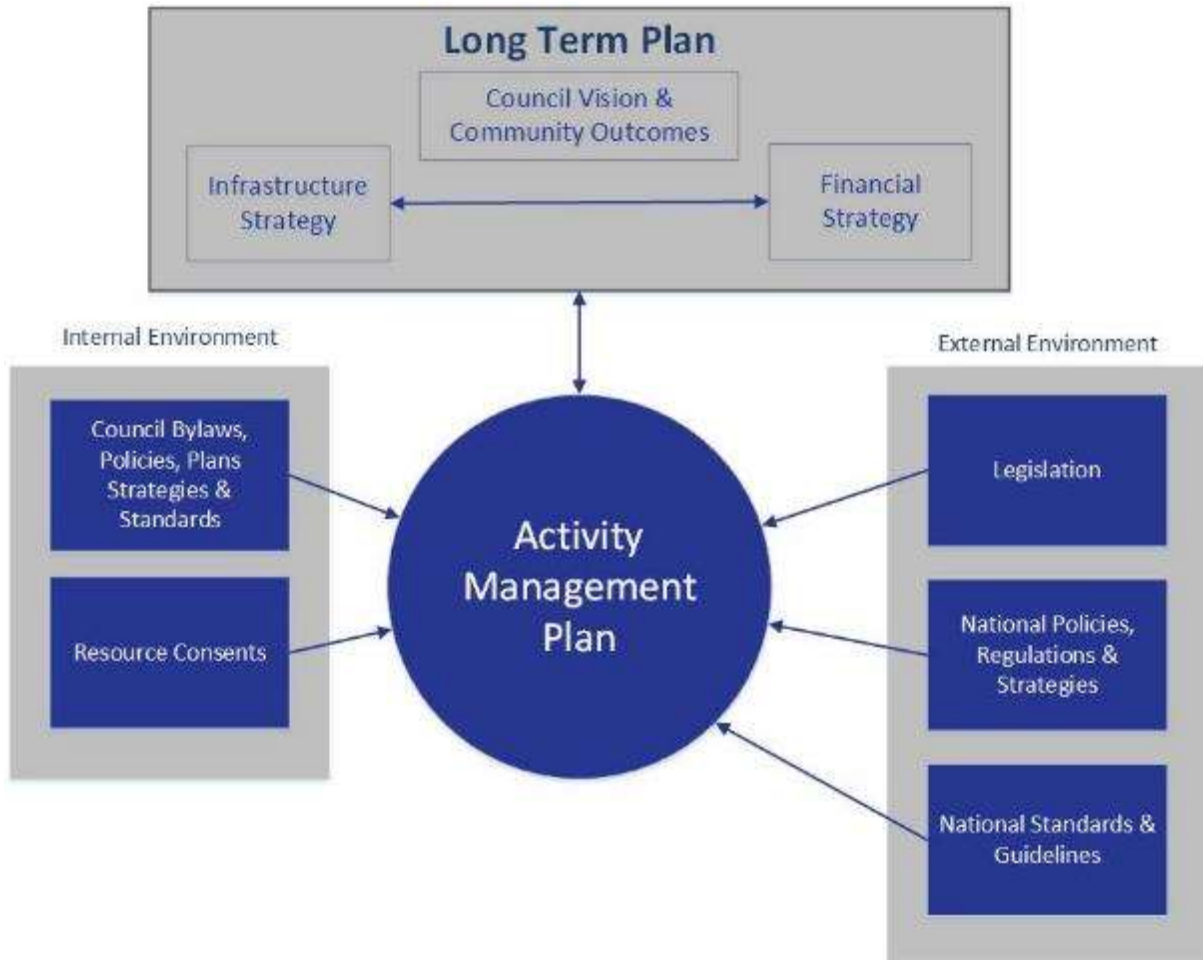 Long Term Plan
Council Vision &
Community Outcomes
Infrastructure
Strategy
Financial
Strategy
Internal Environment
External Environment
Council Bylaws,
Policies, Plans
Strategies &
Standards
Resource Consents
Activity
Management
Plan
Legislation
National Policies,
Regulations &
Strategies
National Standards &
Guidelines